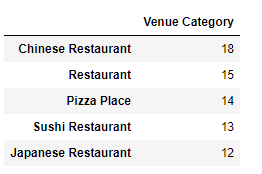 Venue Category
Chinese Restaurant 18
Restaurant 15
Pizza Place 14
Sushi Restaurant 13
Japanese Restaurant 12